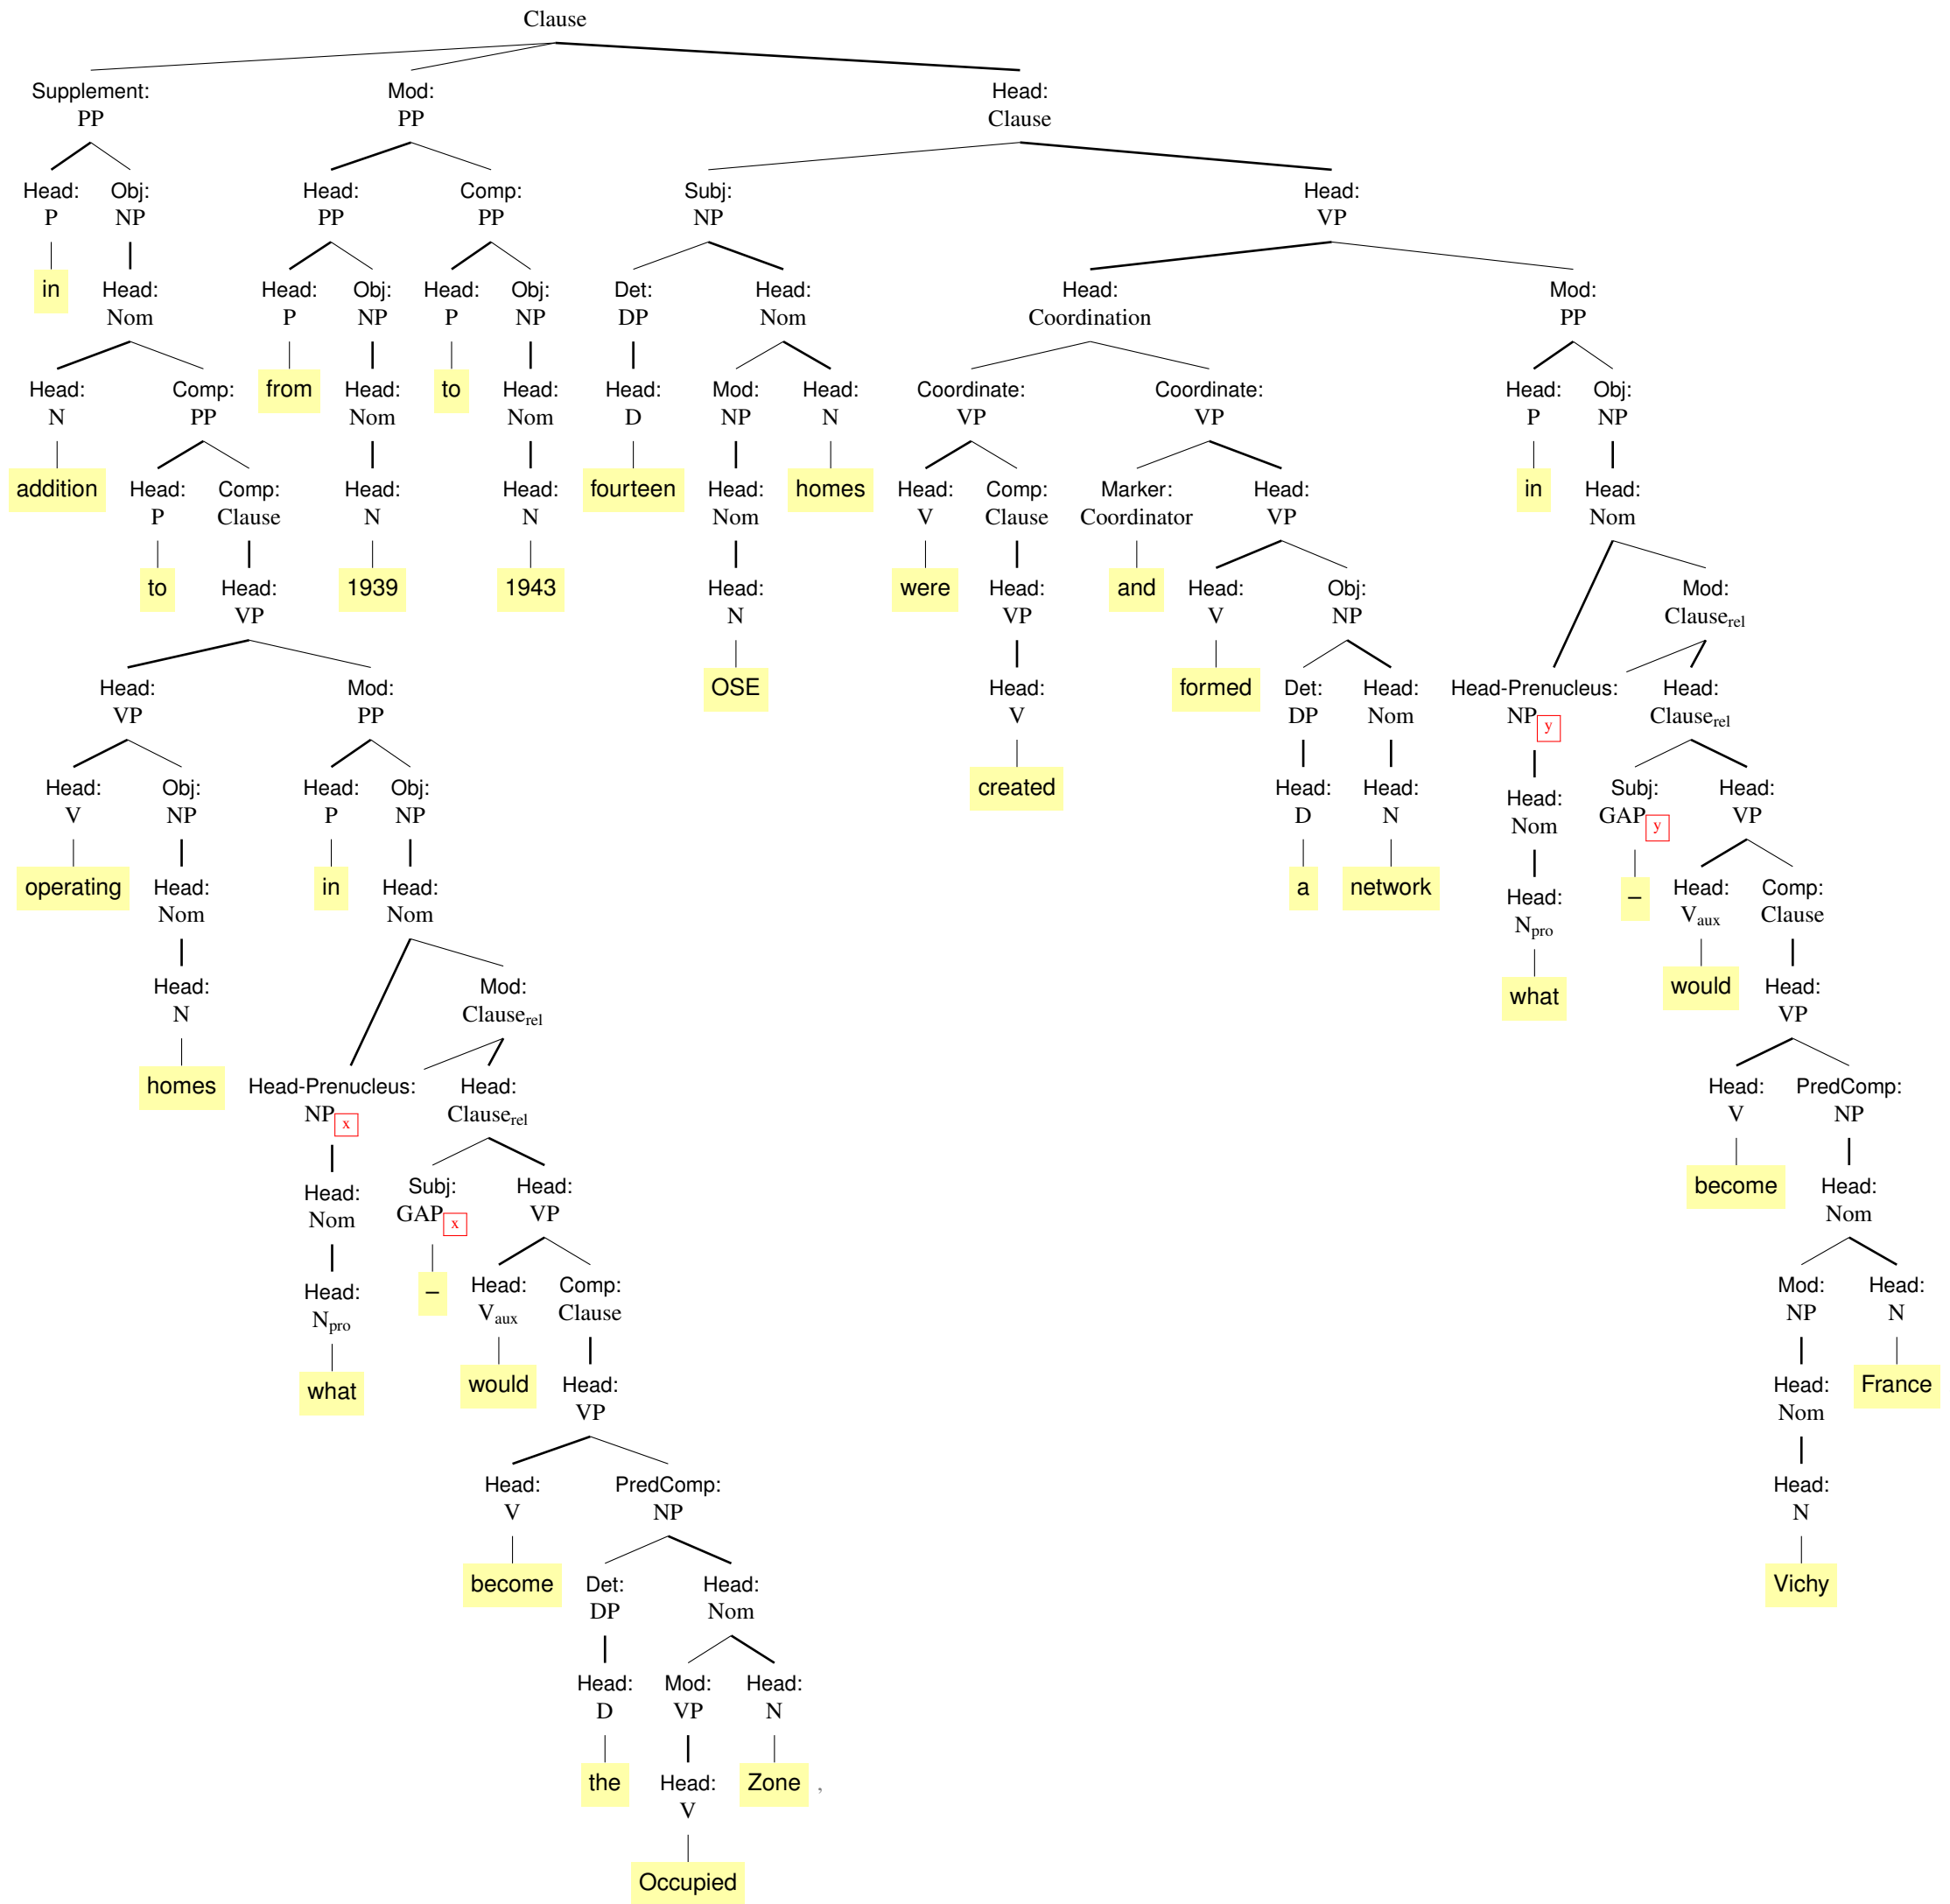 Clause
Supplement: Mod: Head:
PP PP Clause
Head: Obj: Head: Comp: Subj: Head:
P NP PP PP NP VP
in Head: Head: Obj: Head: Obj: Det: Head: Head: Mod:
Nom P NP P NP DP Nom Coordination PP
Head: Comp: from Head: to Head: Head: Mod: Head: Coordinate: Coordinate: Head: Obj:
N PP Nom Nom D NP N VP VP P NP
addition Head: Comp: Head: Head: fourteen Head: homes Head: Comp: Marker: Head: in Head:
P Clause N N Nom V Clause Coordinator VP Nom
to Head: 1939 1943 Head: were Head: and Head: Obj: Mod:
VP N VP V NP Clauserel
Head: Mod: OSE Head: formed Det: Head: Head-Prenucleus: Head:
VP PP V DP Nom NP y Clauserel
Head: Obj: Head: Obj: created Head: Head: Head: Subj: Head:
V NP P NP D N Nom GAP y VP
operating Head: in Head: a network Head: – Head: Comp:
Nom Nom Npro Vaux Clause
Head: Mod: what would Head:
N Clauserel VP
homes Head-Prenucleus: Head: Head: PredComp:
NP x Clauserel V NP
Head: Subj: Head: become Head:
Nom GAP x VP Nom
Head: – Head: Comp: Mod: Head:
Npro Vaux Clause NP N
what would Head: Head: France
VP Nom
Head: PredComp: Head:
V NP N
become Det: Head: Vichy
DP Nom
Head: Mod: Head:
D VP N
the Head: Zone ,
V
Occupied